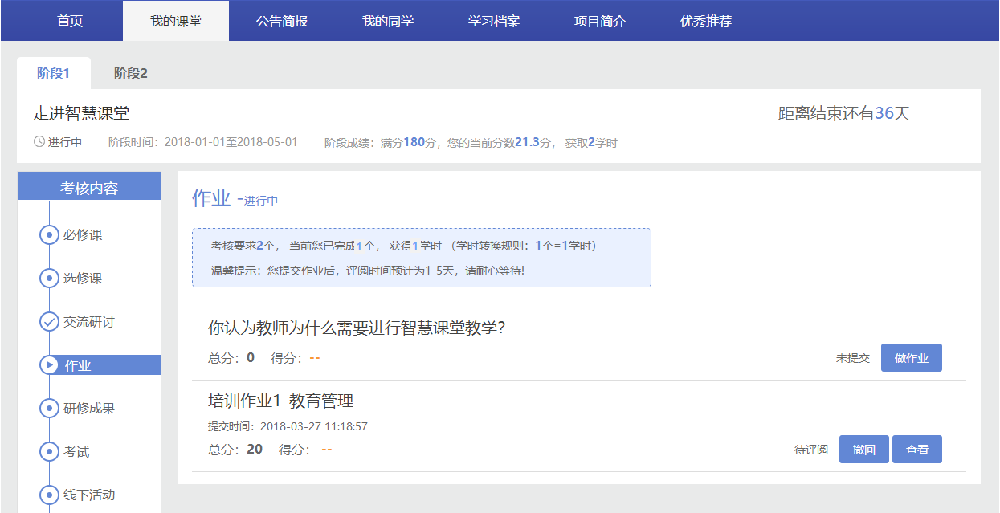 首页 我的课堂 公告简报 我的同学 学习档案 项目简介 优秀推荐
阶段1 阶段2
走进智慧课堂
距离结束还有36天
进行中 阶段时间：2018-01-01至2018-05-01 阶段成绩：满分180分，您的当前分数21.3分， 获取2学时
考核内容
必修课
选修课
交流研讨
作业
研修成果
考试
线下活动
作业 -进行中
考核要求2个， 当前您已完成1个， 获得1学时 （学时转换规则：1个=1学时）
温馨提示：您提交作业后，评阅时间预计为1-5天，请耐心等待!
你认为教师为什么需要进行智慧课堂教学?
总分：0 得分：--
未提交 做作业
培训作业1-教育管理
提交时间：2018-03-27 11:18:57
总分：20 得分： --
待评阅 撤回 查看